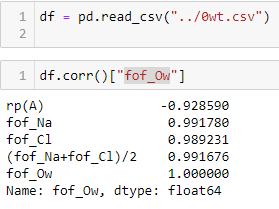 1 df = pd.read_csv("../0wt.csv")
2
1 df.corr()["fof_Ow"]
rp(A) -0.928590
fof_Na 0.991780
fof_Cl 0.989231
(fof_Na+fof_Cl)/2 0.991676
fof_Ow 1.000000
Name: fof_Ow, dtype: float64